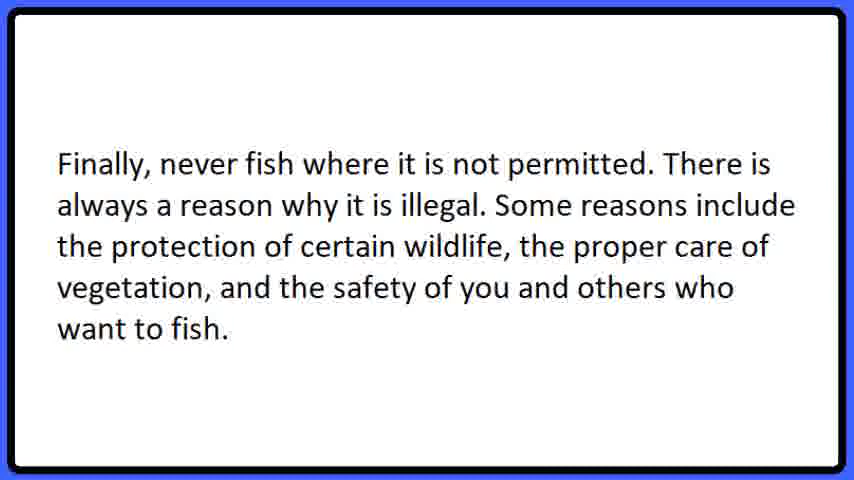 Finally, never fish where it is not permitted. There is
always a reason why it is illegal. Some reasons include
the protection of certain wildlife, the proper care of
vegetation, and the safety of you and others who
want to fish.